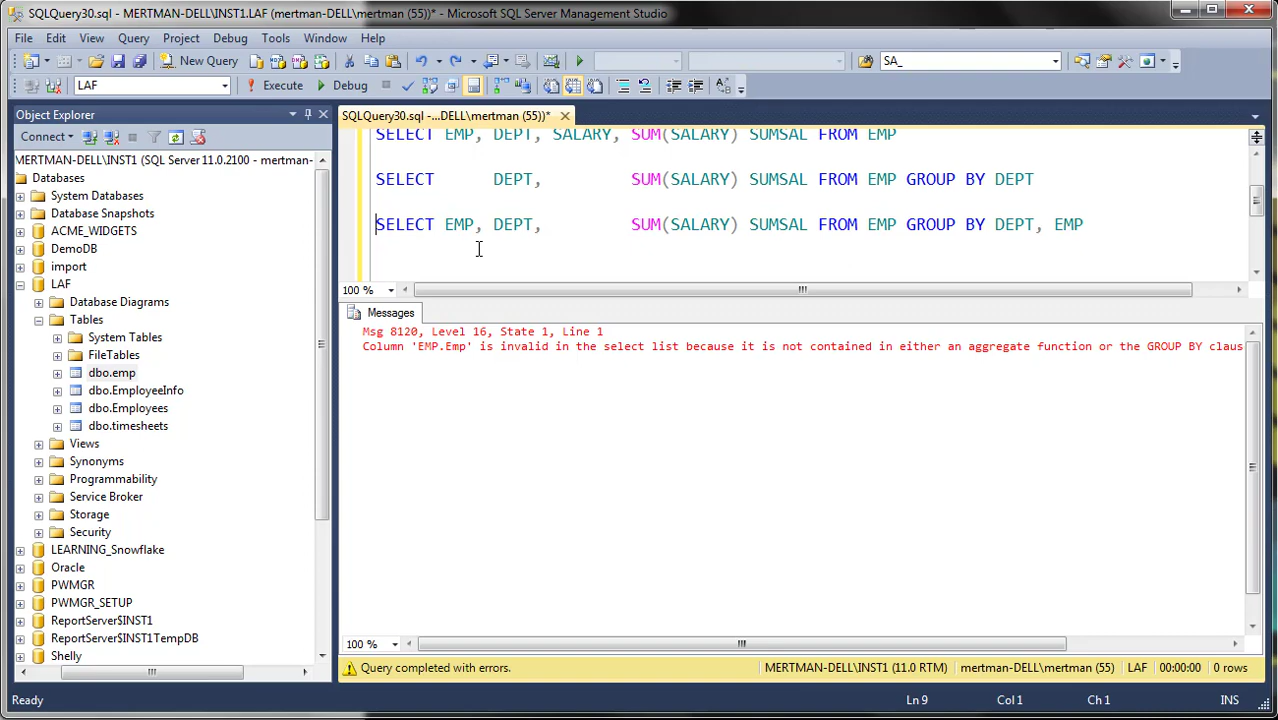 SQLQuery30.sql - MERTMAN-DELL\INST1.LAF (mertman-DELL\mertman (55))* - Microsoft SQL Server Management Studio
File Edit View Query Project Debug Tools Window Help
New Query SA_
LAF Execute Debug
Object Explorer
Connect
MERTMAN-DELL\INST1 (SQL Server 11.0.2100 - mertman-
Databases
System Databases
Database Snapshots
ACME_WIDGETS
DemoDB
import
LAF
Database Diagrams
Tables
System Tables
FileTables
dbo.emp
dbo.EmployeeInfo
dbo.Employees
dbo.timesheets
Views
Synonyms
Programmability
Service Broker
Storage
Security
LEARNING_Snowflake
Oracle
PWMGR
PWMGR_SETUP
ReportServer$INST1
ReportServer$INST1TempDB
Shelly
SQLQuery30.sql -...DELL\mertman (55))*
SELECT EMP, DEPT, SALARY, SUM(SALARY) SUMSAL FROM EMP
SELECT DEPT, SUM(SALARY) SUMSAL FROM EMP GROUP BY DEPT
SELECT EMP, DEPT, SUM(SALARY) SUMSAL FROM EMP GROUP BY DEPT, EMP
100 %
Messages
Msg 8120, Level 16, State 1, Line 1
Column 'EMP.Emp' is invalid in the select list because it is not contained in either an aggregate function or the GROUP BY claus
100 %
Query completed with errors. MERTMAN-DELL\INST1 (11.0 RTM) mertman-DELL\mertman (55) LAF 00:00:00 0 rows
Ready Ln 9 Col 1 Ch 1 INS